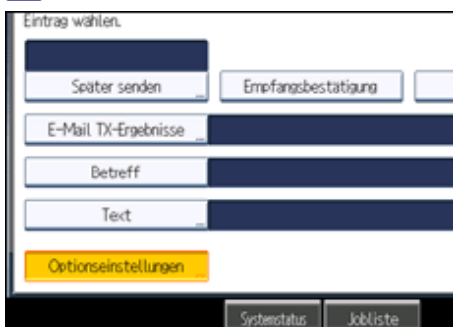 Eintrag wählen.
Später senden
Empfangsbestätigung
E-Mail TX-Ergebnisse
Betreff
Text
Optionseinstellungen
Systemstatus
Jobliste